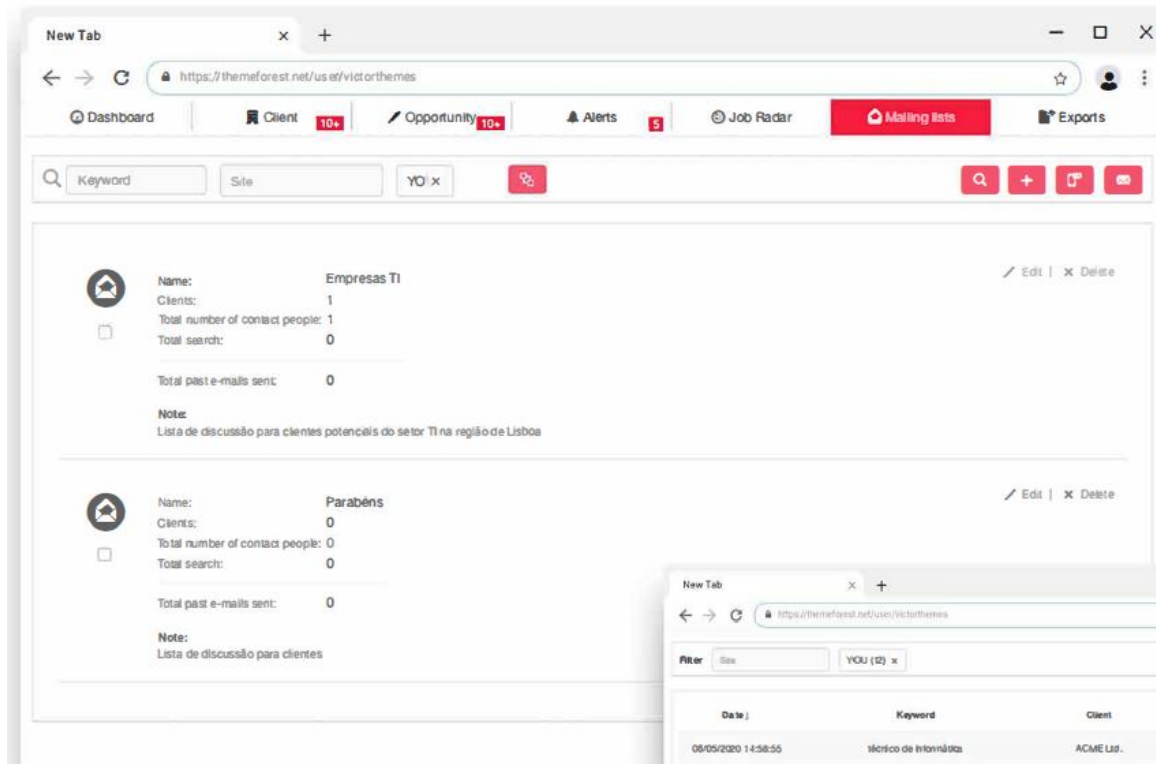 New Tab
https://themeforest.net/user/victorthemes
Dashboard Client 10+ Opportunity 10+ Alerts 5 Job Radar Mailing lists Exports
Keyword Site YO
Name: Empresas TI
Edit | Delete
Clients: 1
Total number of contact people: 1
Total search: 0
Total past e-mails sent: 0
Note:
Lista de discussão para clientes potenciais do setor TI na região de Lisboa
Name: Parabéns
Edit | Delete
Clients: 0
Total number of contact people: 0
Total search: 0
Total past e-mails sent: 0
Note:
Lista de discussão para clientes
New Tab
https://themeforest.net/user/victorthemes
Filter Site YOU (12)
Date Keyword Client
08/05/2020 14:58:55 técnico de informática ACME Ltd.